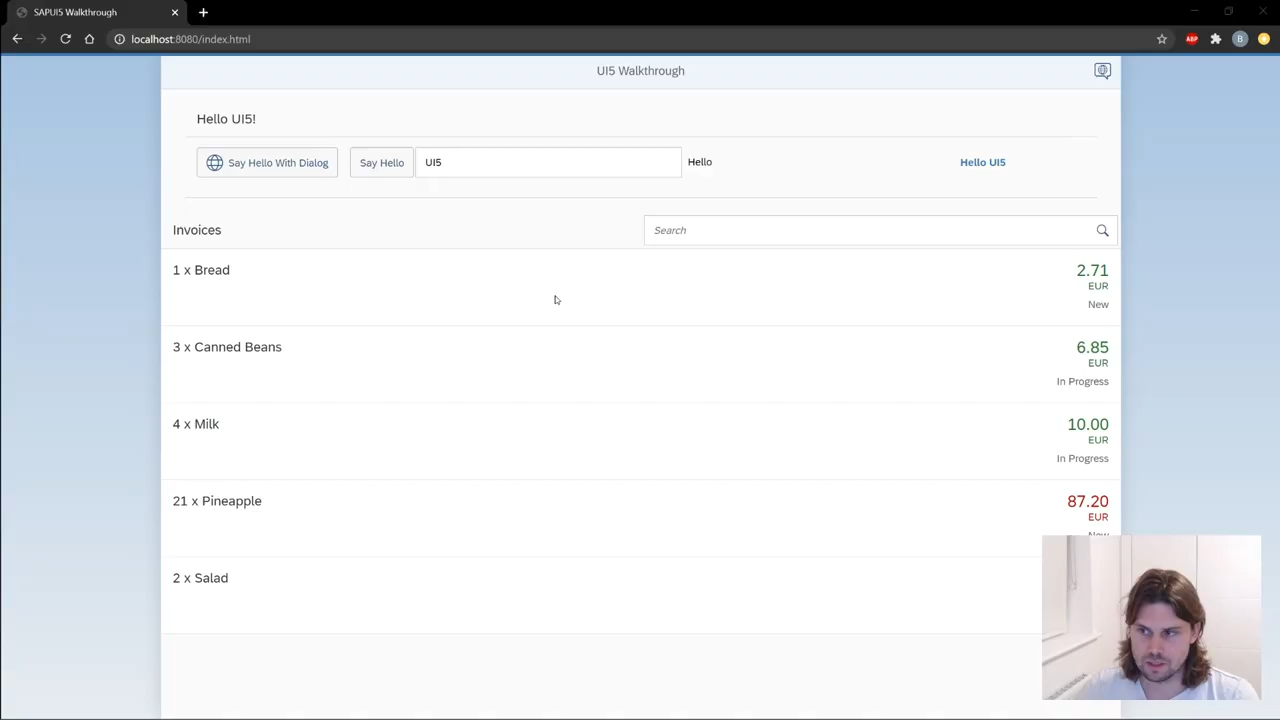 SAPUI5 Walkthrough
localhost:8080/index.html
ABP
B
UI5 Walkthrough
Hello UI5!
Say Hello With Dialog
Say Hello
UI5
Hello
Hello UI5
Invoices
Search
1 x Bread
2.71
EUR
New
3 x Canned Beans
6.85
EUR
In Progress
4 x Milk
10.00
EUR
In Progress
21 x Pineapple
87.20
EUR
New
2 x Salad